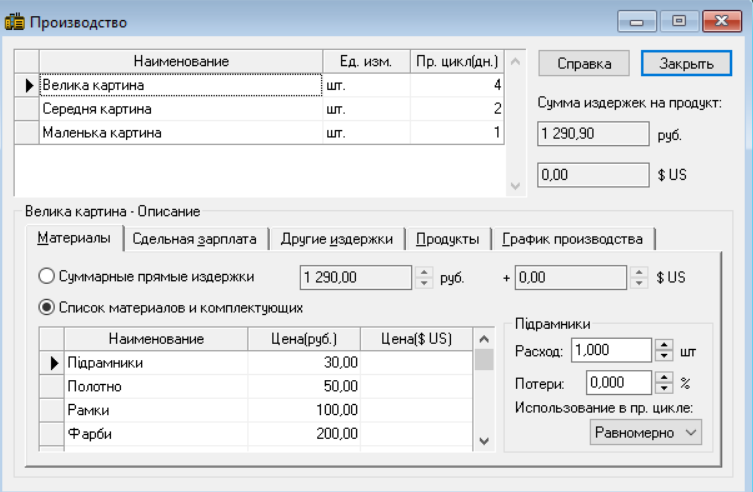 Производство
Наименование Ед. изм. Пр. цикл(дн.)
Велика картина шт. 4
Середня картина шт. 2
Маленька картина шт. 1
Справка Закрыть
Сумма издержек на продукт:
1 290,90 руб.
0,00 $ US
Велика картина - Описание
Материалы Сдельная зарплата Другие издержки Продукты График производства
Суммарные прямые издержки 1 290,00 руб. + 0,00 $ US
Список материалов и комплектующих
Наименование Цена(руб.) Цена($ US)
Підрамники 30,00
Полотно 50,00
Рамки 100,00
Фарби 200,00
Підрамники
Расход: 1,000 шт
Потери: 0,000 %
Использование в пр. цикле:
Равномерно